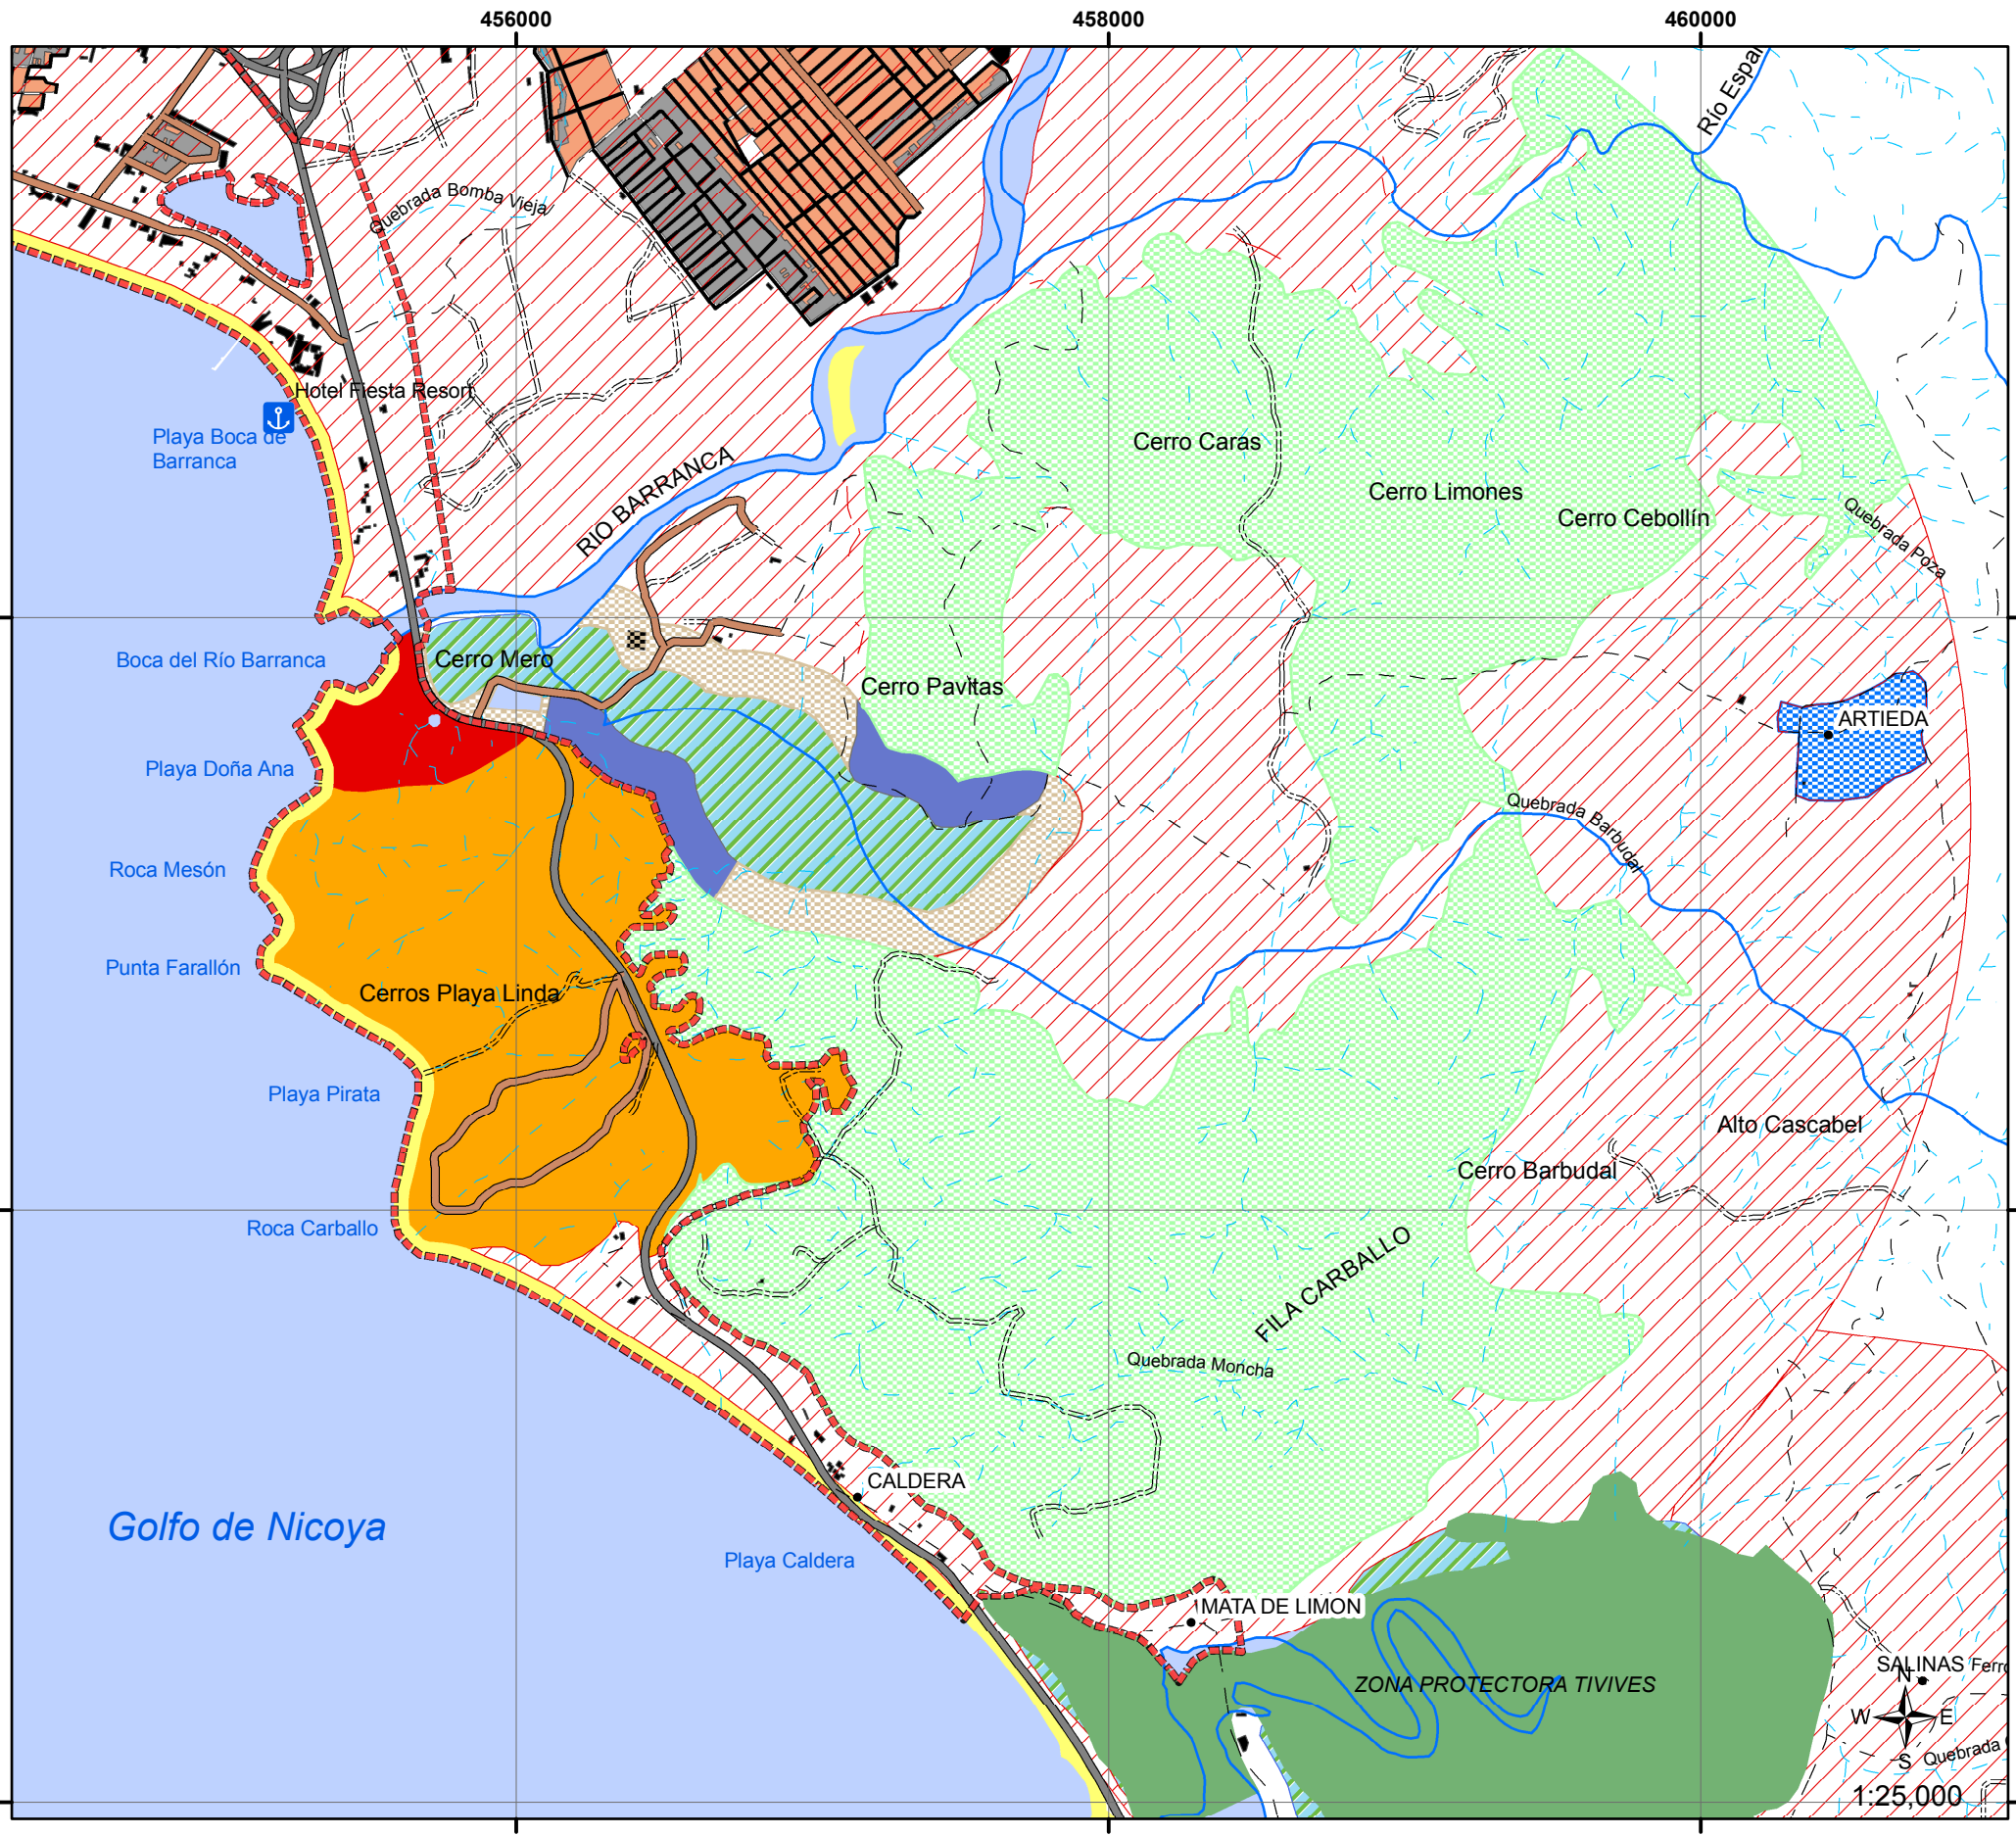 456000
458000
460000
Río Espar
Quebrada Bomba Vieja
Hotel Fiesta Resort
Playa Boca de
Barranca
Cerro Caras
RIO BARRANCA
Cerro Limones
Cerro Cebollín
Quebrada Poza
Boca del Río Barranca
Cerro Mero
Cerro Pavitas
ARTIEDA
Playa Doña Ana
Quebrada Barbudal
Roca Mesón
Punta Farallón
Cerros Playa Linda
Playa Pirata
Alto Cascabel
Cerro Barbudal
Roca Carballo
FILA CARBALLO
Quebrada Moncha
CALDERA
Golfo de Nicoya
Playa Caldera
MATA DE LIMON
ZONA PROTECTORA TIVIVES
SALINAS
Ferro
N
W
E
S
Quebrada
1:25,000